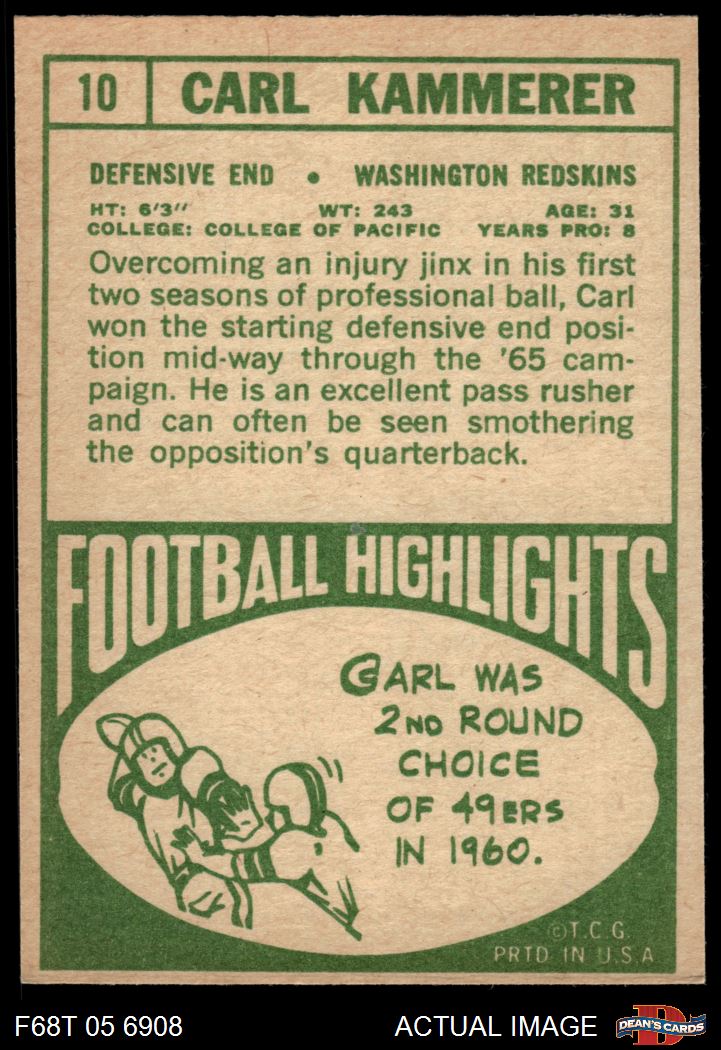 10 CARL KAMMERER
DEFENSIVE END • WASHINGTON REDSKINS
HT: 6'3" WT: 243 AGE: 31
COLLEGE: COLLEGE OF PACIFIC YEARS PRO: 8
Overcoming an injury jinx in his first
two seasons of professional ball, Carl
won the starting defensive end posi-
tion mid-way through the '65 cam-
paign. He is an excellent pass rusher
and can often be seen smothering
the opposition's quarterback.
FOOTBALL HIGHLIGHTS
CARL WAS
2ND ROUND
CHOICE
OF 49ERS
IN 1960.
©T.C.G.
PRTD IN U.S.A
F68T 05 6908 ACTUAL IMAGE D DEAN'S CARDS